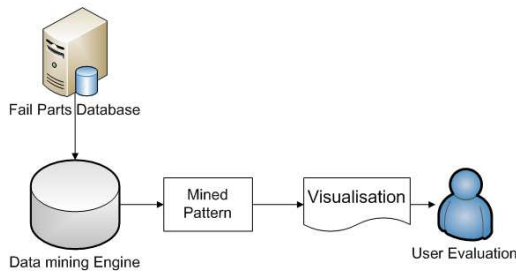 Fail Parts Database
Mined
Pattern
Visualisation
Data mining Engine
User Evaluation